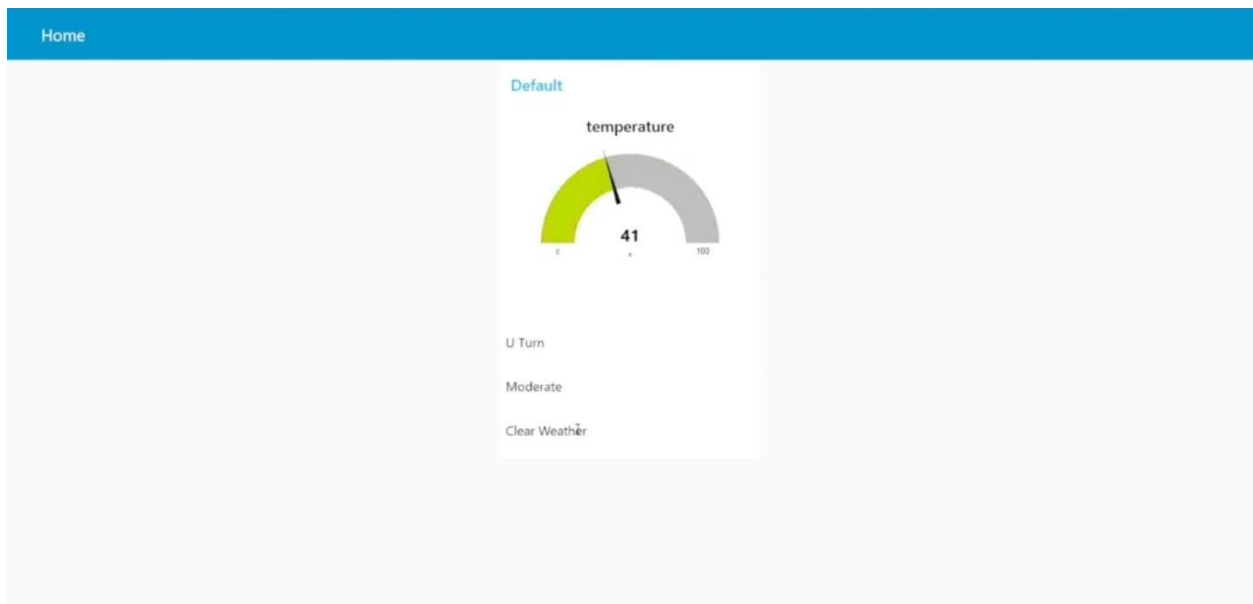 Home
Default
temperature
41
0
100
U Turn
Moderate
Clear Weather